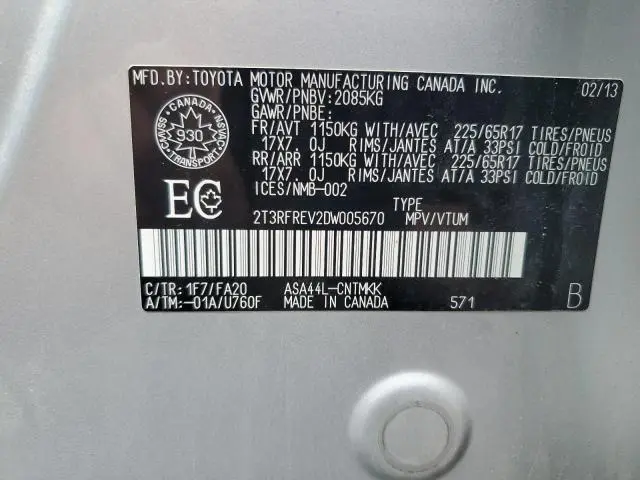 MFD.BY:TOYOTA MOTOR MANUFACTURING CANADA INC. 02/13
GVWR/PNBV:2085KG
GAWR/PNBE:
FR/AVT 1150KG WITH/AVEC 225/65R17 TIRES/PNEUS
17X7.0J RIMS/JANTES AT/A 33PSI COLD/FROID
RR/ARR 1150KG WITH/AVEC 225/65R17 TIRES/PNEUS
17X7.0J RIMS/JANTES AT/A 33PSI COLD/FROID
ICES/NMB-002
CANADA
CMVSS 930 NSVAC
TRANSPORT
EC
TYPE
2T3RFREV2DW005670 MPV/VTUM
C/TR:1F7/FA20 ASA44L-CNTMKK
A/TM:-01A/U760F MADE IN CANADA 571 B